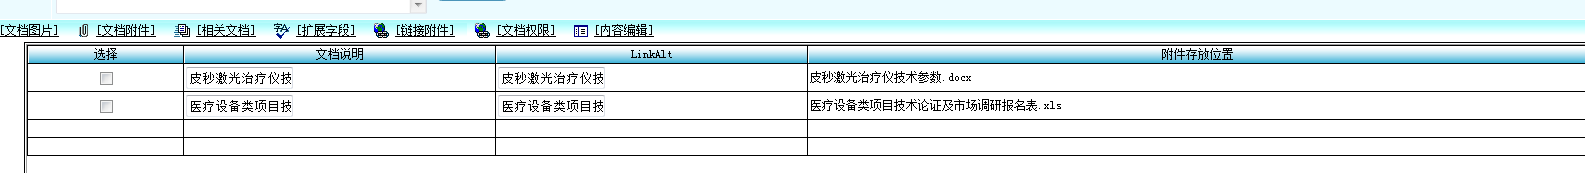 [文档图片] [文档附件] [相关文档] [扩展字段] [链接附件] [文档权限] [内容编辑]
选择 文档说明 LinkAlt 附件存放位置
皮秒激光治疗仪技 皮秒激光治疗仪技 皮秒激光治疗仪技术参数.docx
医疗设备类项目技 医疗设备类项目技 医疗设备类项目技术论证及市场调研报名表.xls